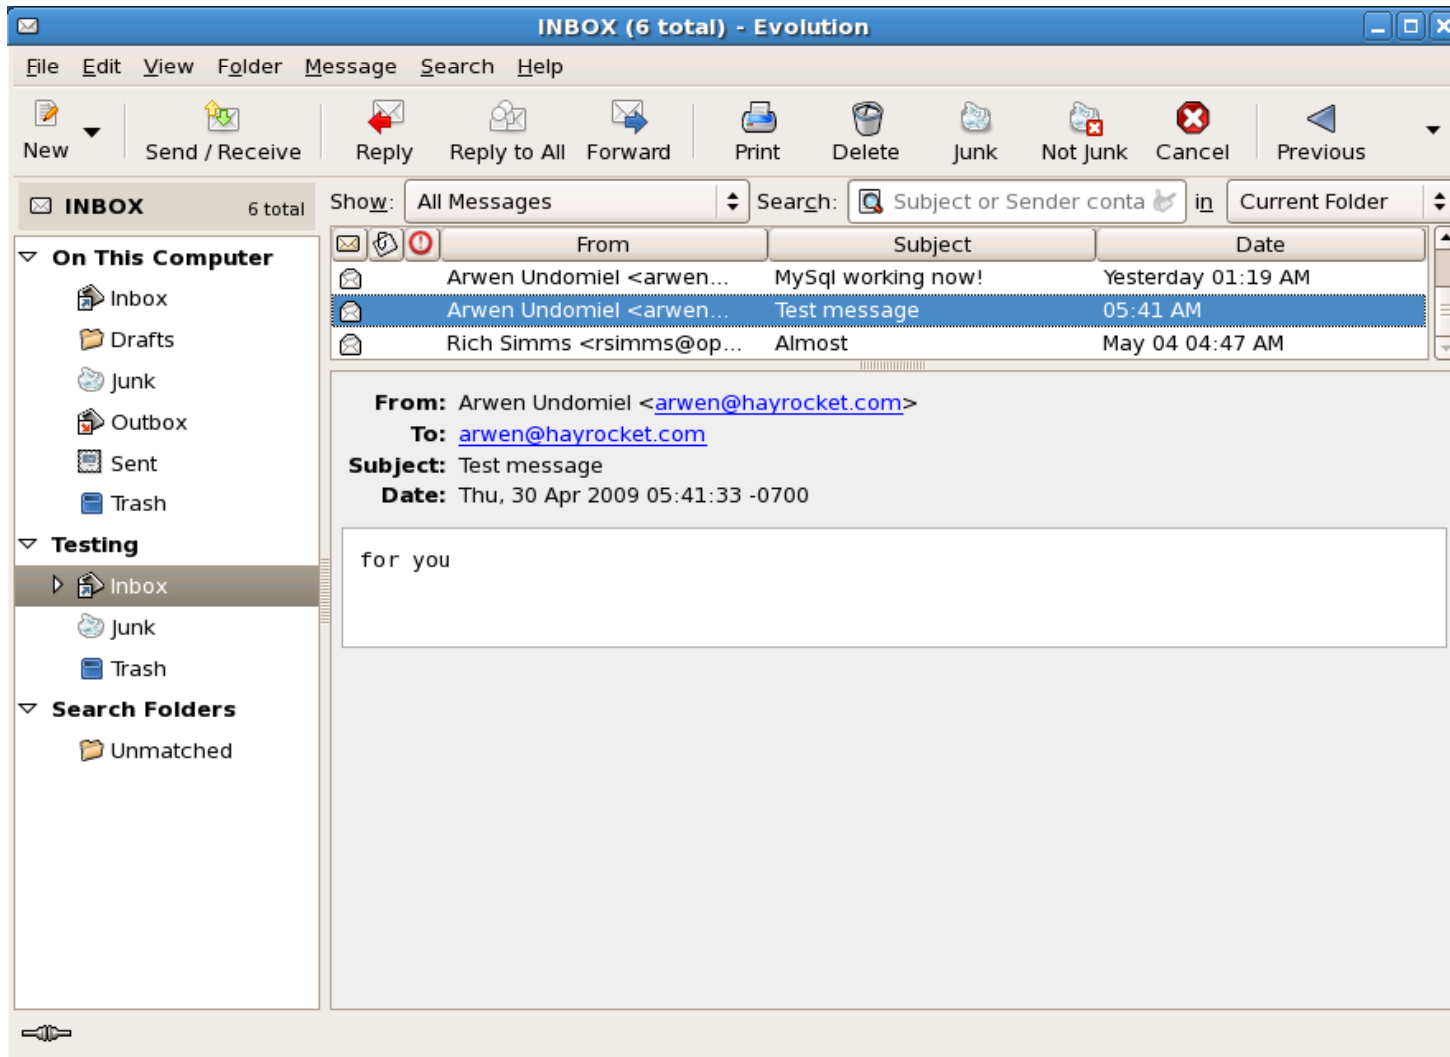 INBOX (6 total) - Evolution
File Edit View Folder Message Search Help
New Send / Receive Reply Reply to All Forward Print Delete Junk Not Junk Cancel Previous
INBOX 6 total
Show: All Messages Search: Subject or Sender conta in Current Folder
From Subject Date
Arwen Undomiel <arwen... MySql working now! Yesterday 01:19 AM
Arwen Undomiel <arwen... Test message 05:41 AM
Rich Simms <rsimms@op... Almost May 04 04:47 AM
On This Computer
Inbox
Drafts
Junk
Outbox
Sent
Trash
Testing
Inbox
Junk
Trash
Search Folders
Unmatched
From: Arwen Undomiel <arwen@hayrocket.com>
To: arwen@hayrocket.com
Subject: Test message
Date: Thu, 30 Apr 2009 05:41:33 -0700
for you